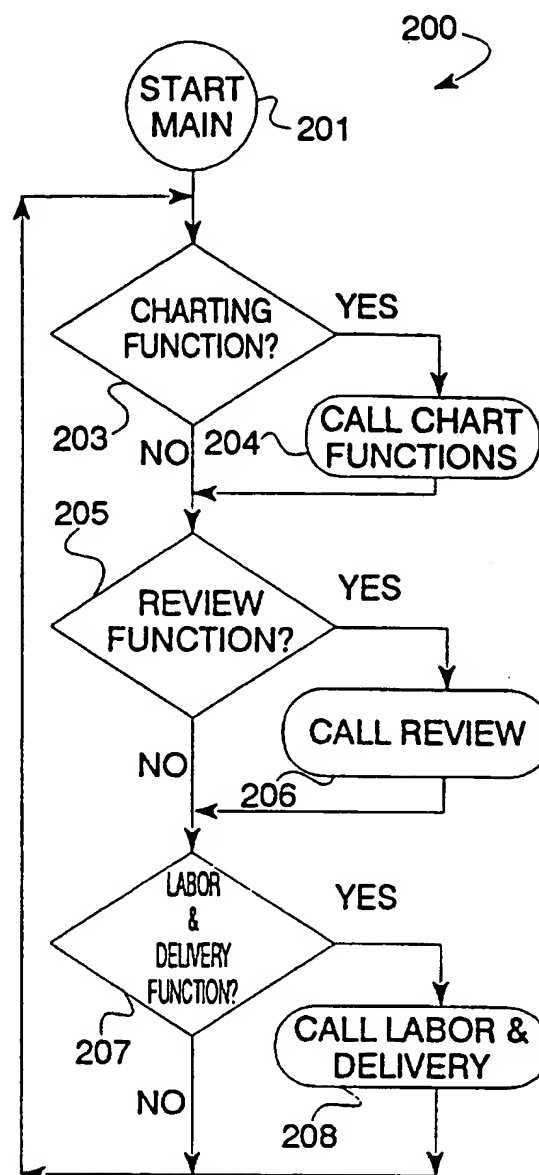 200
START
MAIN
201
CHARTING
FUNCTION?
YES
203
NO
204
CALL CHART
FUNCTIONS
205
REVIEW
FUNCTION?
YES
NO
CALL REVIEW
206
LABOR
&
DELIVERY
FUNCTION?
YES
207
NO
CALL LABOR &
DELIVERY
208